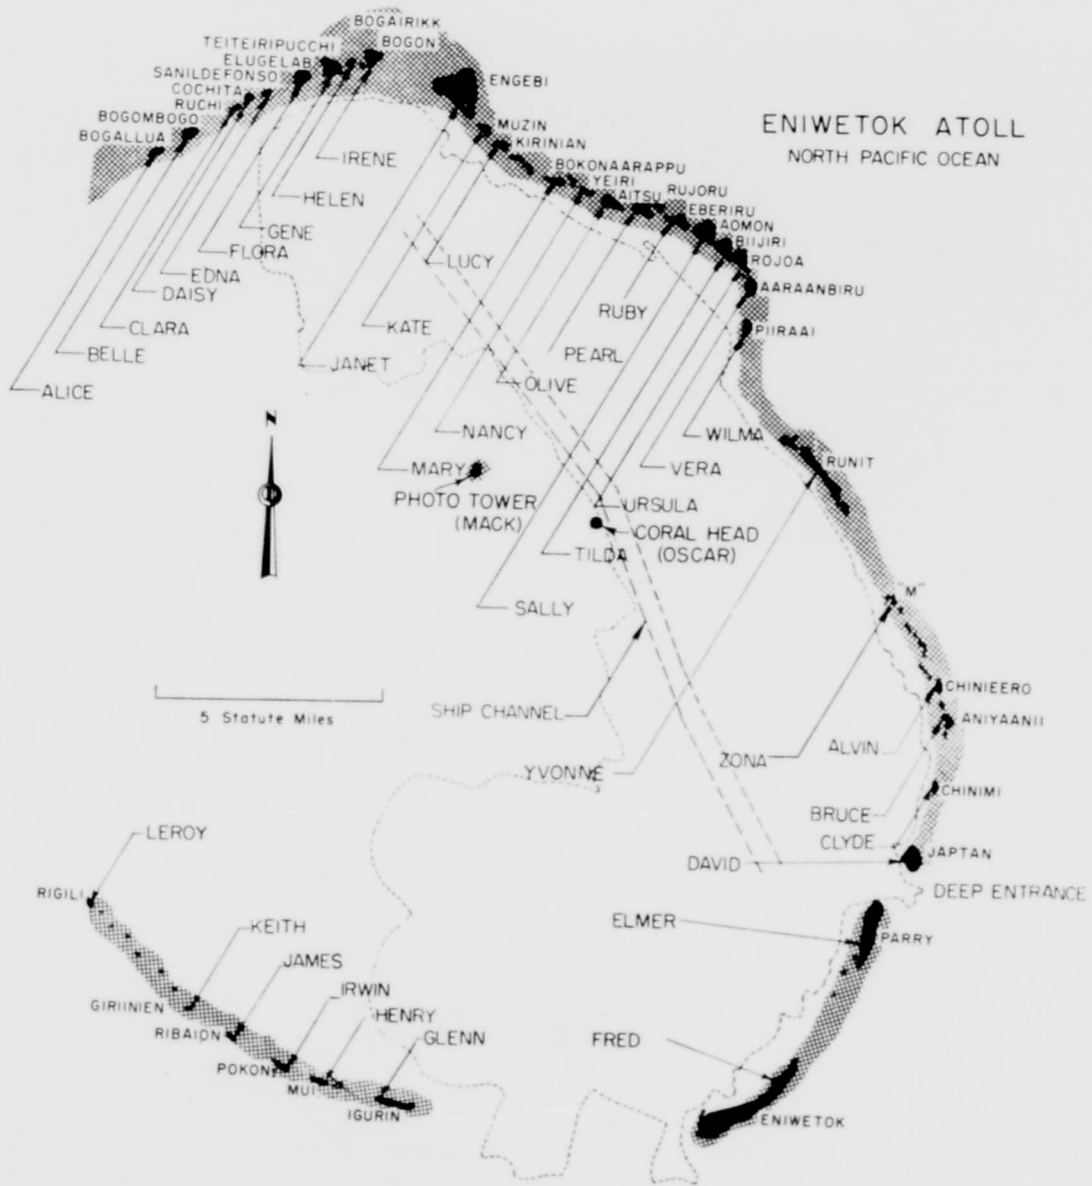 BOGAIRIKK
BOGON
TEITEIRIPUCCHI
ELUGELAB
SANILDEFONSO
COCHITA
RUCHI
BOGOMBOGO
BOGALLUA
ENGEBI
MUZIN
KIRINIAN
BOKONAARAPPU
YEIRI
AITSU
RUJORU
EBERIRU
AOMON
BIIJIRI
ROJOA
AARAANBIRU
PIIRAAI
RUNIT
ENIWETOK ATOLL
NORTH PACIFIC OCEAN
IRENE
HELEN
GENE
FLORA
EDNA
DAISY
CLARA
BELLE
ALICE
LUCY
KATE
JANET
RUBY
PEARL
OLIVE
NANCY
MARY
WILMA
VERA
URSULA
TILDA
SALLY
N
PHOTO TOWER
(MACK)
CORAL HEAD
(OSCAR)
"M"
5 Statute Miles
SHIP CHANNEL
YVONNE
ZONA
ALVIN
BRUCE
CLYDE
DAVID
CHINIEERO
ANIYAANII
CHINIMI
JAPTAN
DEEP ENTRANCE
ELMER
PARRY
FRED
ENIWETOK
LEROY
RIGILI
KEITH
JAMES
IRWIN
HENRY
GLENN
GIRIINIEN
RIBAION
POKON
MUI
IGURIN